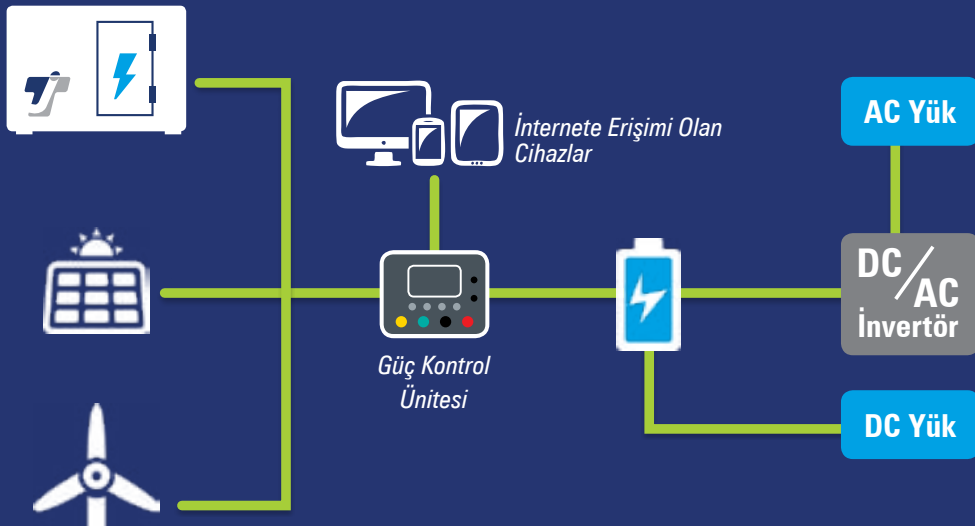 İnternete Erişimi Olan
Cihazlar
AC Yük
DC/AC
İnvertör
Güç Kontrol
Ünitesi
DC Yük